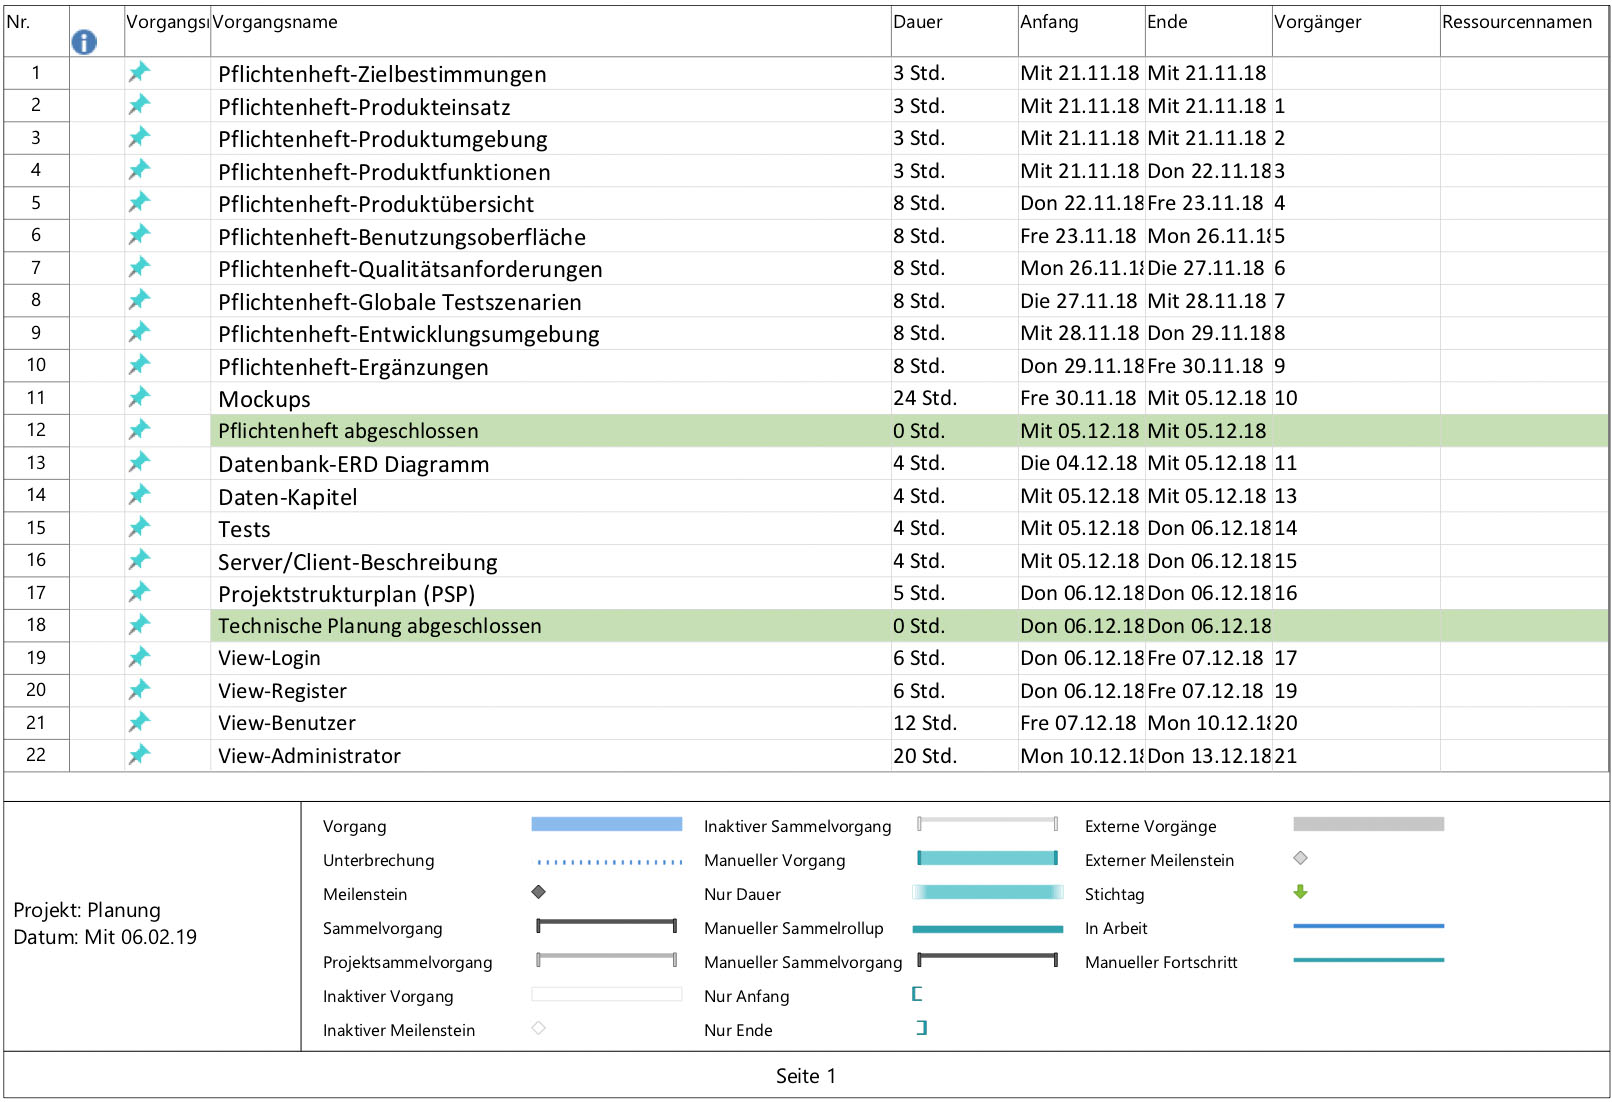 Nr. Vorgangsr Vorgangsname Dauer Anfang Ende Vorgänger Ressourcennamen
1 Pflichtenheft-Zielbestimmungen 3 Std. Mit 21.11.18 Mit 21.11.18
2 Pflichtenheft-Produkteinsatz 3 Std. Mit 21.11.18 Mit 21.11.18 1
3 Pflichtenheft-Produktumgebung 3 Std. Mit 21.11.18 Mit 21.11.18 2
4 Pflichtenheft-Produktfunktionen 3 Std. Mit 21.11.18 Don 22.11.18 3
5 Pflichtenheft-Produktübersicht 8 Std. Don 22.11.18 Fre 23.11.18 4
6 Pflichtenheft-Benutzungsoberfläche 8 Std. Fre 23.11.18 Mon 26.11.18 5
7 Pflichtenheft-Qualitätsanforderungen 8 Std. Mon 26.11.18 Die 27.11.18 6
8 Pflichtenheft-Globale Testszenarien 8 Std. Die 27.11.18 Mit 28.11.18 7
9 Pflichtenheft-Entwicklungsumgebung 8 Std. Mit 28.11.18 Don 29.11.18 8
10 Pflichtenheft-Ergänzungen 8 Std. Don 29.11.18 Fre 30.11.18 9
11 Mockups 24 Std. Fre 30.11.18 Mit 05.12.18 10
12 Pflichtenheft abgeschlossen 0 Std. Mit 05.12.18 Mit 05.12.18
13 Datenbank-ERD Diagramm 4 Std. Die 04.12.18 Mit 05.12.18 11
14 Daten-Kapitel 4 Std. Mit 05.12.18 Mit 05.12.18 13
15 Tests 4 Std. Mit 05.12.18 Don 06.12.18 14
16 Server/Client-Beschreibung 4 Std. Mit 05.12.18 Don 06.12.18 15
17 Projektstrukturplan (PSP) 5 Std. Don 06.12.18 Don 06.12.18 16
18 Technische Planung abgeschlossen 0 Std. Don 06.12.18 Don 06.12.18
19 View-Login 6 Std. Don 06.12.18 Fre 07.12.18 17
20 View-Register 6 Std. Don 06.12.18 Fre 07.12.18 19
21 View-Benutzer 12 Std. Fre 07.12.18 Mon 10.12.18 20
22 View-Administrator 20 Std. Mon 10.12.18 Don 13.12.18 21
Projekt: Planung
Datum: Mit 06.02.19
Vorgang
Unterbrechung
Meilenstein
Sammelvorgang
Projektsammelvorgang
Inaktiver Vorgang
Inaktiver Meilenstein
Inaktiver Sammelvorgang
Manueller Vorgang
Nur Dauer
Manueller Sammelrollup
Manueller Sammelvorgang
Nur Anfang
Nur Ende
Externe Vorgänge
Externer Meilenstein
Stichtag
In Arbeit
Manueller Fortschritt
Seite 1